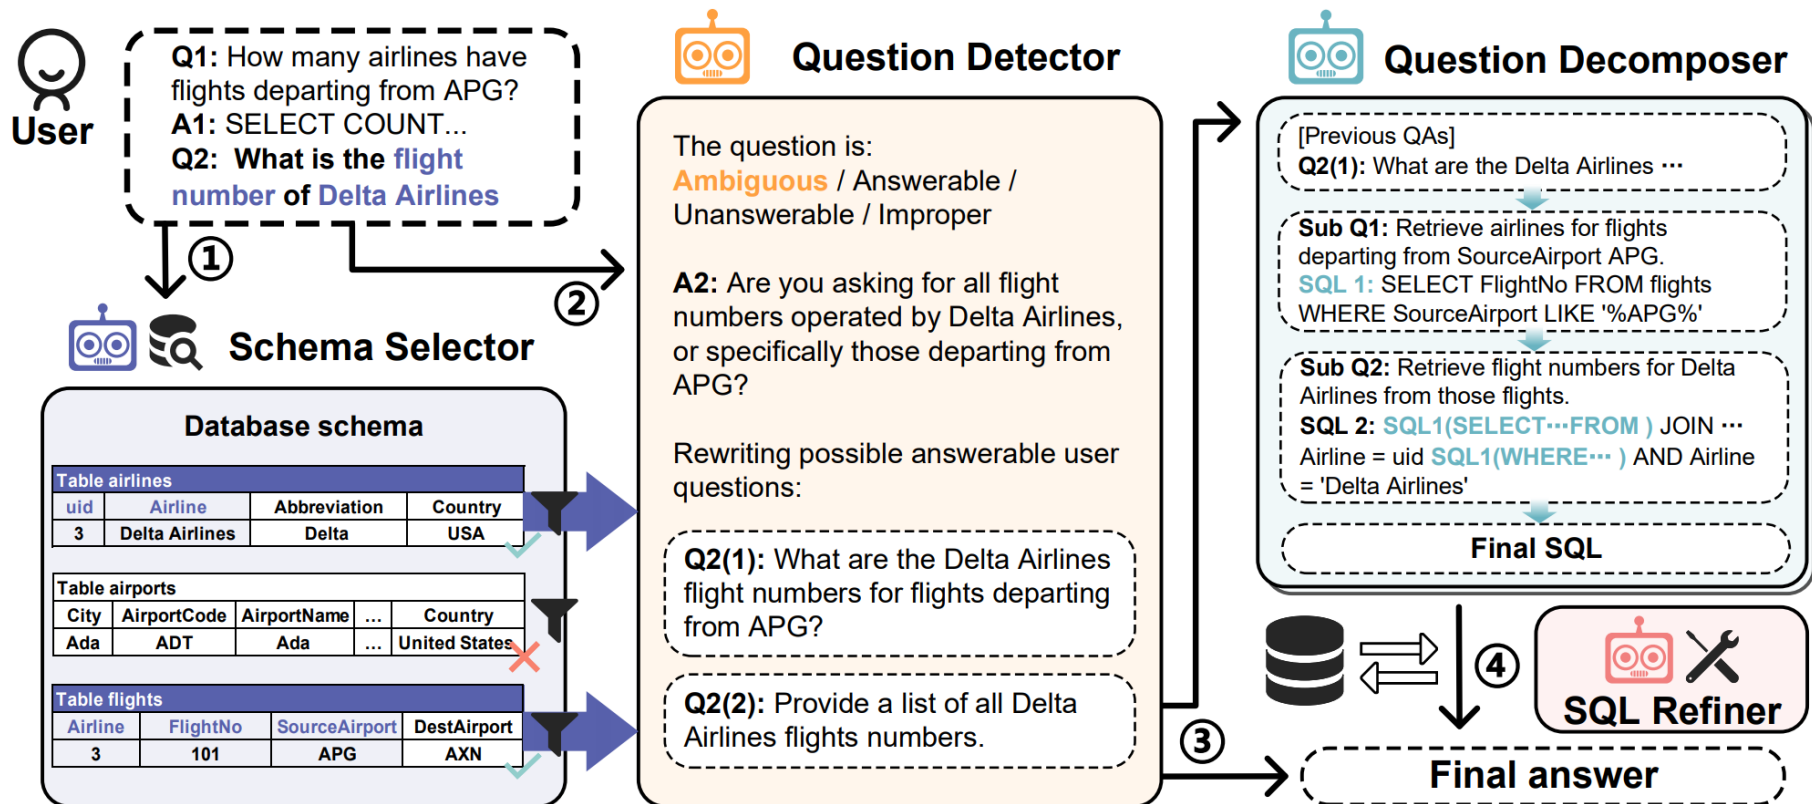 User
Q1: How many airlines have
flights departing from APG?
A1: SELECT COUNT...
Q2: What is the flight
number of Delta Airlines
①
②
Schema Selector
Database schema
Table airlines
uid Airline Abbreviation Country
3 Delta Airlines Delta USA
Table airports
City AirportCode AirportName ... Country
Ada ADT Ada ... United States
Table flights
Airline FlightNo SourceAirport DestAirport
3 101 APG AXN
Question Detector
The question is:
Ambiguous / Answerable /
Unanswerable / Improper
A2: Are you asking for all flight
numbers operated by Delta Airlines,
or specifically those departing from
APG?
Rewriting possible answerable user
questions:
Q2(1): What are the Delta Airlines
flight numbers for flights departing
from APG?
Q2(2): Provide a list of all Delta
Airlines flights numbers.
③
Question Decomposer
[Previous QAs]
Q2(1): What are the Delta Airlines ···
Sub Q1: Retrieve airlines for flights
departing from SourceAirport APG.
SQL 1: SELECT FlightNo FROM flights
WHERE SourceAirport LIKE '%APG%'
Sub Q2: Retrieve flight numbers for Delta
Airlines from those flights.
SQL 2: SQL1(SELECT···FROM ) JOIN ···
Airline = uid SQL1(WHERE··· ) AND Airline
= 'Delta Airlines'
Final SQL
④
SQL Refiner
Final answer